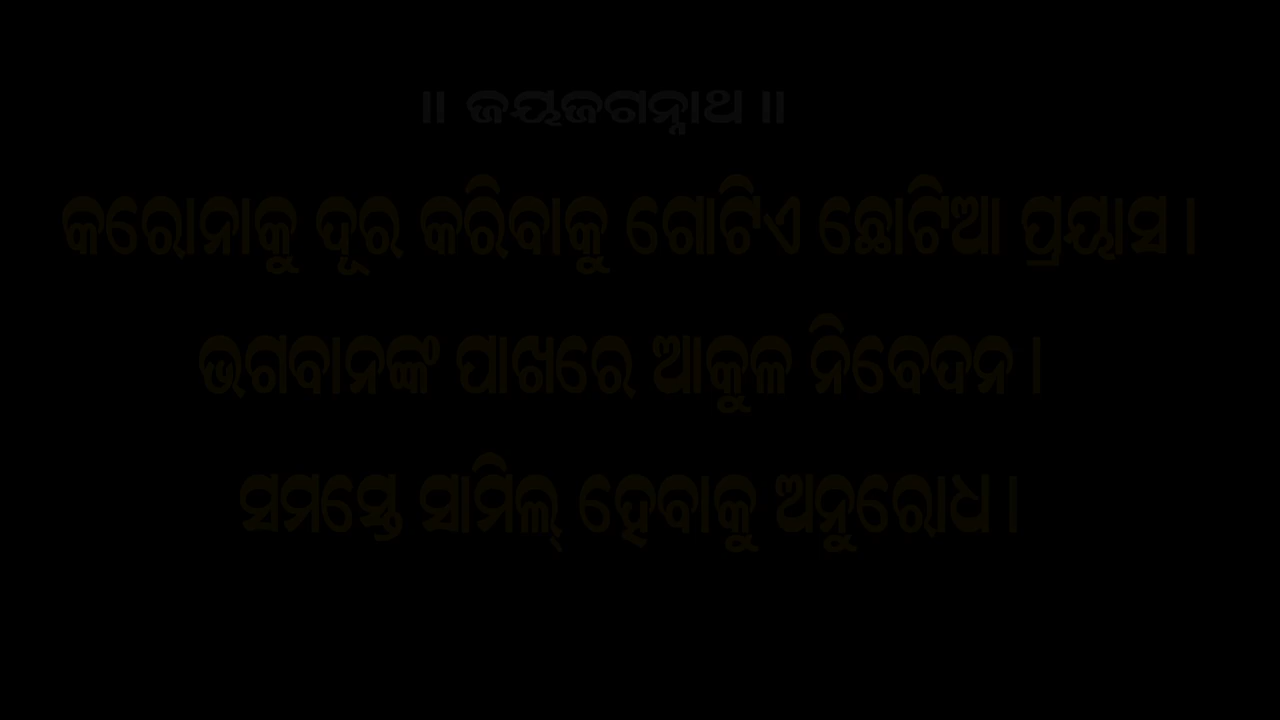 ॥ ଜୟଜଗନ୍ନାଥ ॥
କରୋନାକୁ ଦୂର କରିବାକୁ ଗୋଟିଏ ଛୋଟିଆ ପ୍ରୟାସ ।
ଭଗବାନଙ୍କ ପାଖରେ ଆକୁଳ ନିବେଦନ ।
ସମସ୍ତେ ସାମିଲ୍ ହେବାକୁ ଅନୁରୋଧ ।